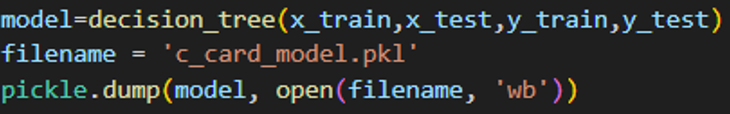 model=decision_tree(x_train,x_test,y_train,y_test)
filename = 'c_card_model.pkl'
pickle.dump(model, open(filename, 'wb'))